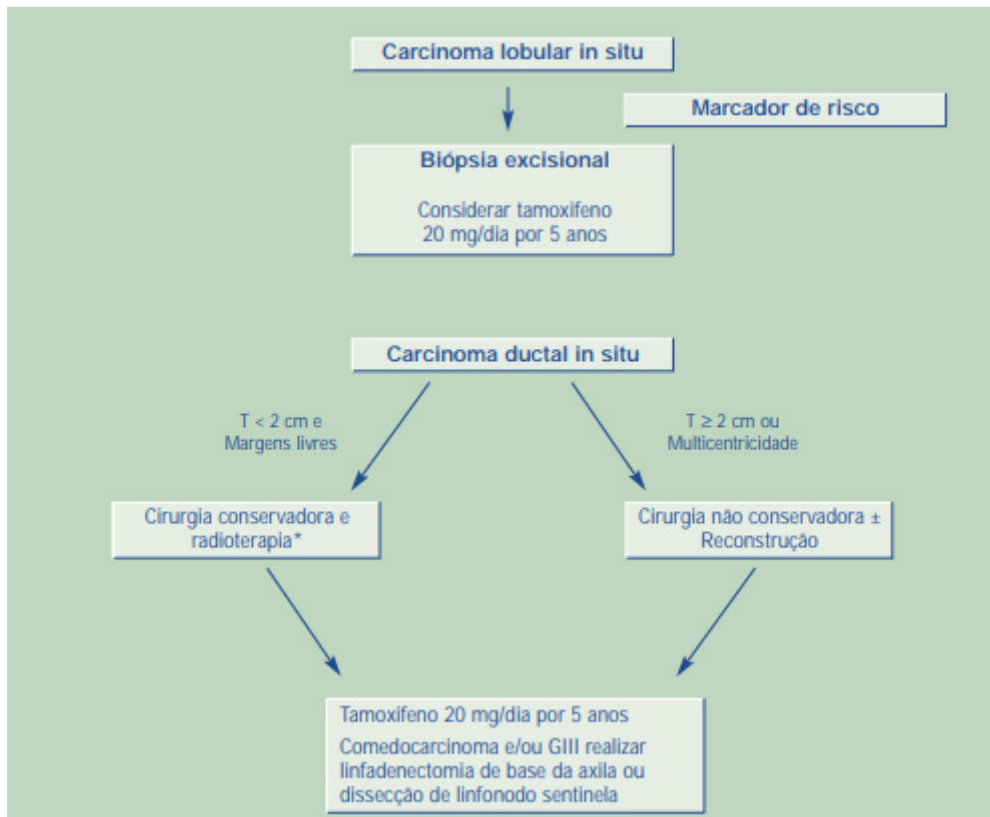 Carcinoma lobular in situ
Marcador de risco
Biópsia excisional
Considerar tamoxifeno
20 mg/dia por 5 anos
Carcinoma ductal in situ
T < 2 cm e
Margens livres
T ≥ 2 cm ou
Multicentricidade
Cirurgia conservadora e
radioterapia*
Cirurgia não conservadora ±
Reconstrução
Tamoxifeno 20 mg/dia por 5 anos
Comedocarcinoma e/ou GIII realizar
linfadenectomia de base da axila ou
dissecção de linfonodo sentinela